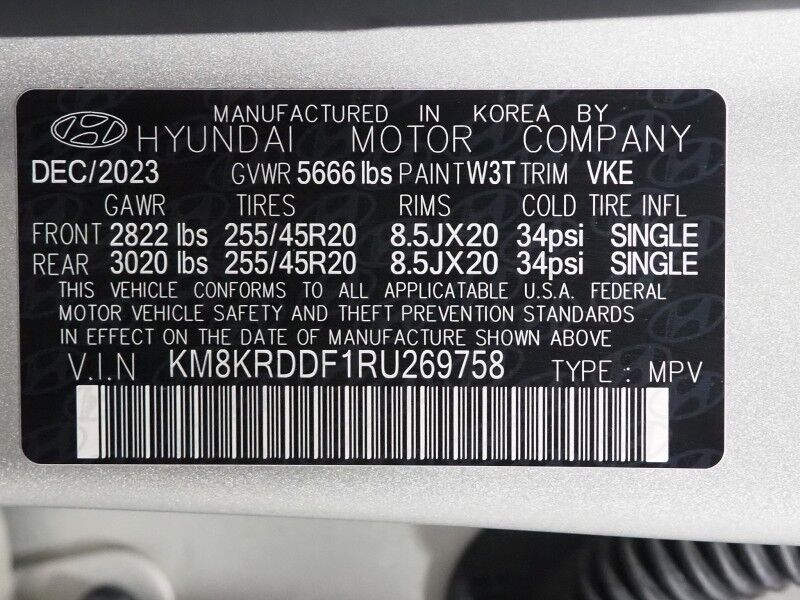 MANUFACTURED IN KOREA BY
HYUNDAI MOTOR COMPANY
DEC/2023 GVWR 5666 lbs PAINT W3T TRIM VKE
GAWR TIRES RIMS COLD TIRE INFL
FRONT 2822 lbs 255/45R20 8.5JX20 34psi SINGLE
REAR 3020 lbs 255/45R20 8.5JX20 34psi SINGLE
THIS VEHICLE CONFORMS TO ALL APPLICATABLE U.S.A. FEDERAL
MOTOR VEHICLE SAFETY AND THEFT PREVENTION STANDARDS
IN EFFECT ON THE DATE OF MANUFACTURE SHOWN ABOVE
V.I.N KM8KRDDF1RU269758 TYPE : MPV